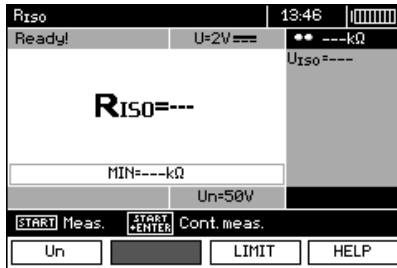 RISO 13:46
Ready! U=2V •• ---kΩ
UISO=---
RISO=---
MIN=---kΩ
Un=50V
START Meas. START +ENTER Cont.meas.
Un LIMIT HELP